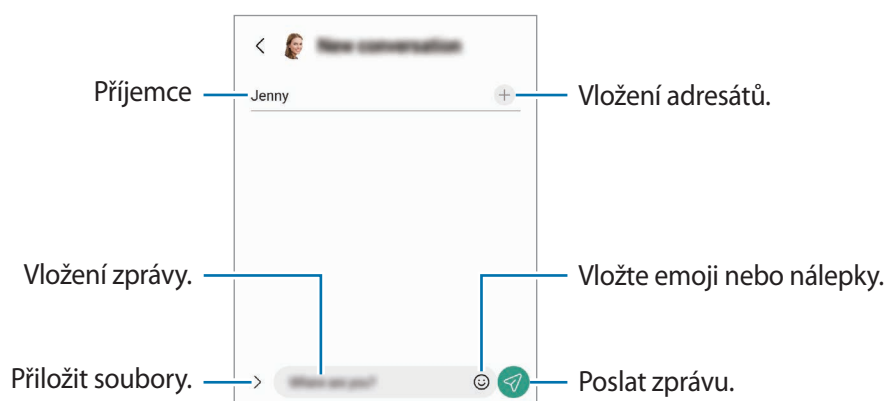 Příjemce
Jenny
Vložení adresátů.
Vložení zprávy.
Vložte emoji nebo nálepky.
Přiložit soubory.
Poslat zprávu.